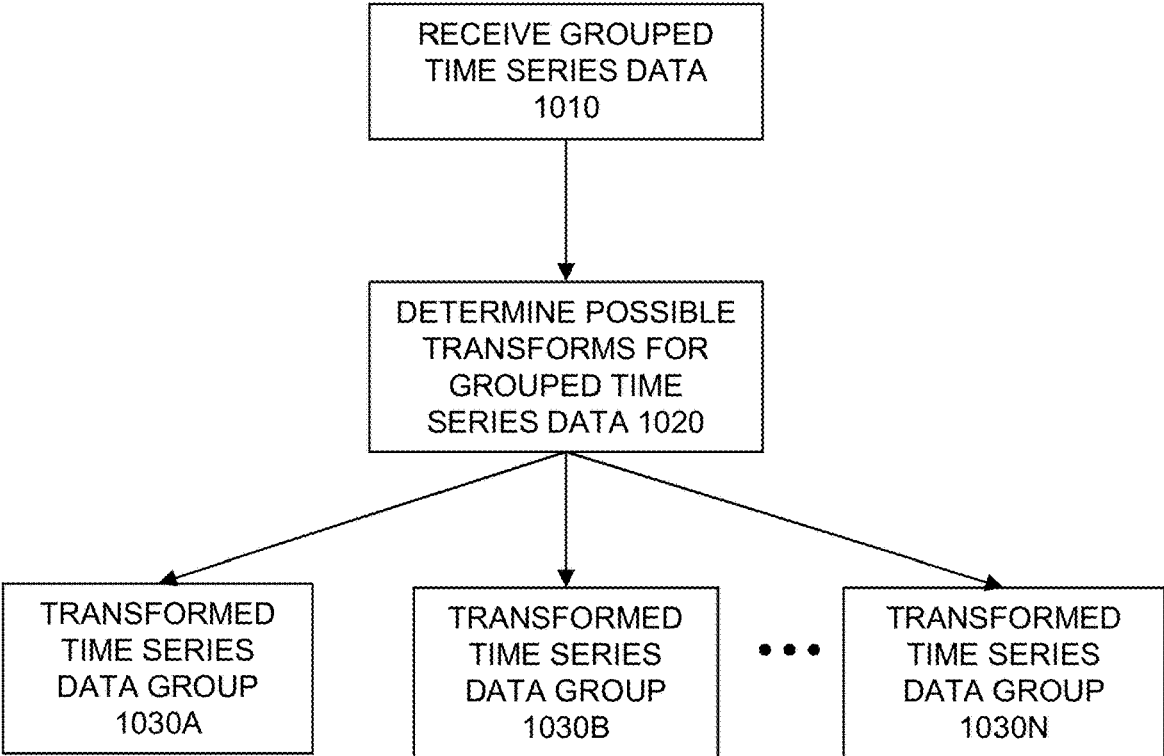 RECEIVE GROUPED
TIME SERIES DATA
1010
DETERMINE POSSIBLE
TRANSFORMS FOR
GROUPED TIME
SERIES DATA 1020
TRANSFORMED
TIME SERIES
DATA GROUP
1030A
TRANSFORMED
TIME SERIES
DATA GROUP
1030B
TRANSFORMED
TIME SERIES
DATA GROUP
1030N